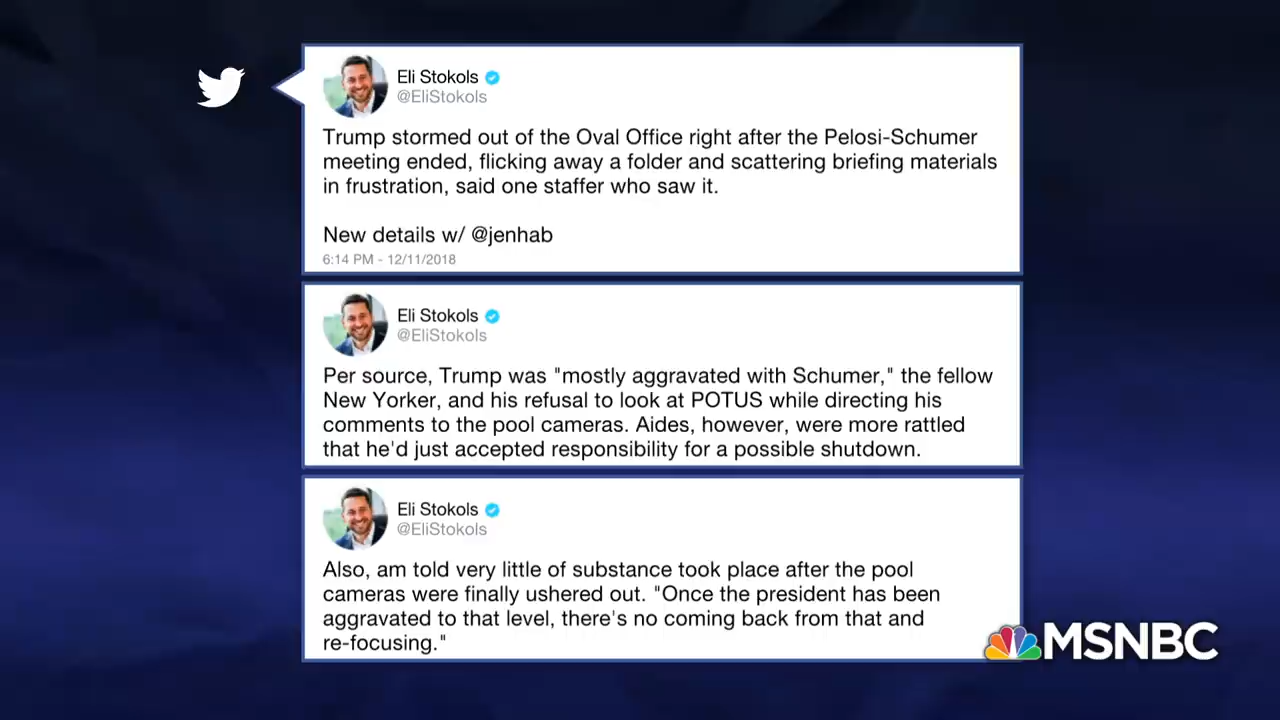 Eli Stokols
@EliStokols
Trump stormed out of the Oval Office right after the Pelosi-Schumer
meeting ended, flicking away a folder and scattering briefing materials
in frustration, said one staffer who saw it.
New details w/ @jenhab
6:14 PM - 12/11/2018
Eli Stokols
@EliStokols
Per source, Trump was "mostly aggravated with Schumer," the fellow
New Yorker, and his refusal to look at POTUS while directing his
comments to the pool cameras. Aides, however, were more rattled
that he'd just accepted responsibility for a possible shutdown.
Eli Stokols
@EliStokols
Also, am told very little of substance took place after the pool
cameras were finally ushered out. "Once the president has been
aggravated to that level, there's no coming back from that and
re-focusing."
MSNBC